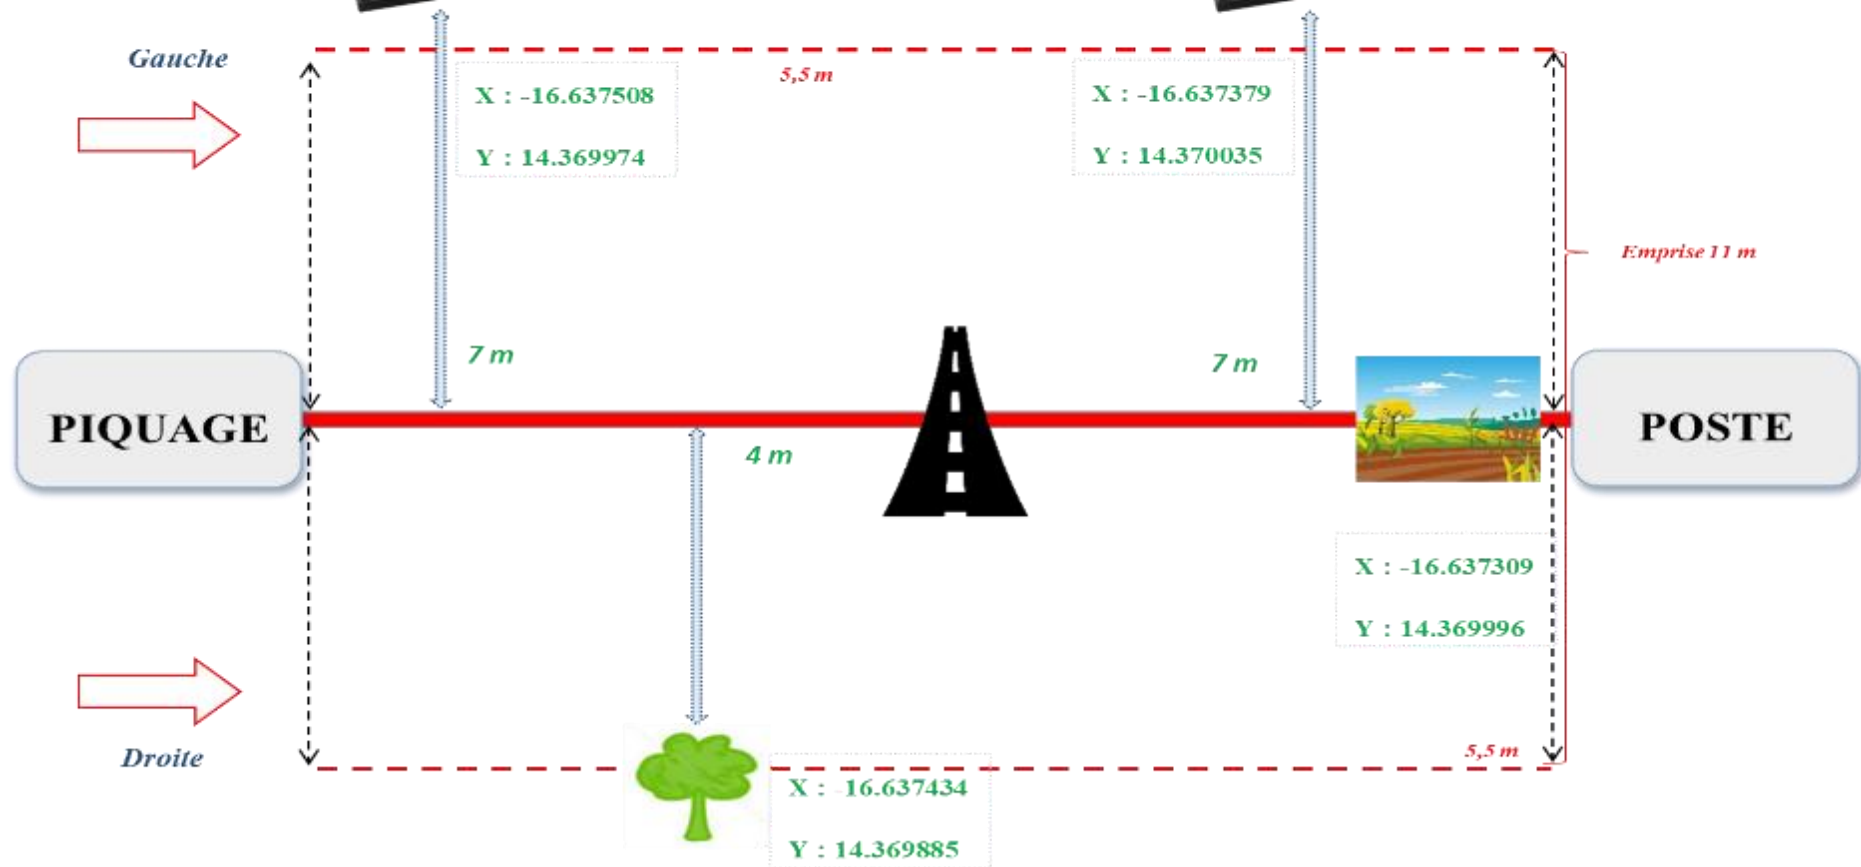 Gauche
5,5 m
X : -16.637508
Y : 14.369974
X : -16.637379
Y : 14.370035
Emprise 11 m
7 m
7 m
PIQUAGE
4 m
POSTE
X : -16.637309
Y : 14.369996
Droite
5,5 m
X : -16.637434
Y : 14.369885